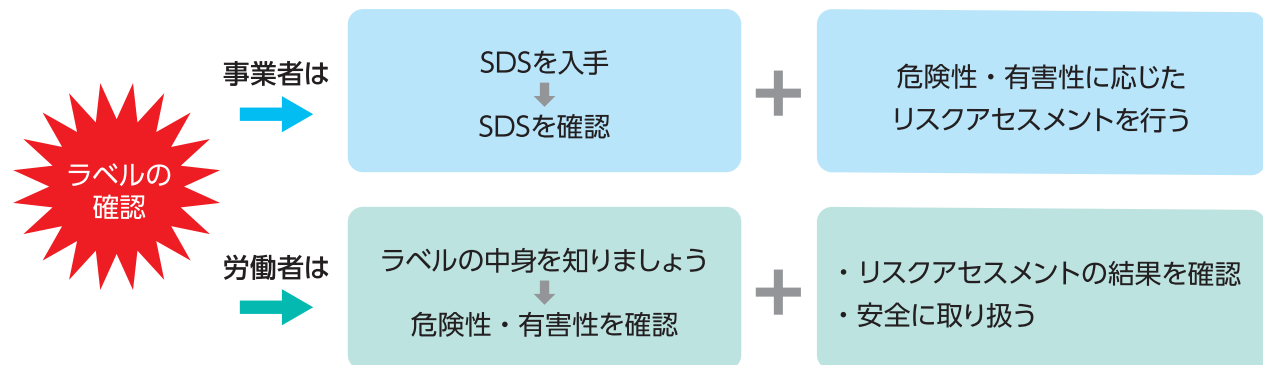 ラベルの
確認
事業者は
SDSを入手
SDSを確認
+
危険性・有害性に応じた
リスクアセスメントを行う
労働者は
ラベルの中身を知りましょう
危険性・有害性を確認
+
・リスクアセスメントの結果を確認
・安全に取り扱う